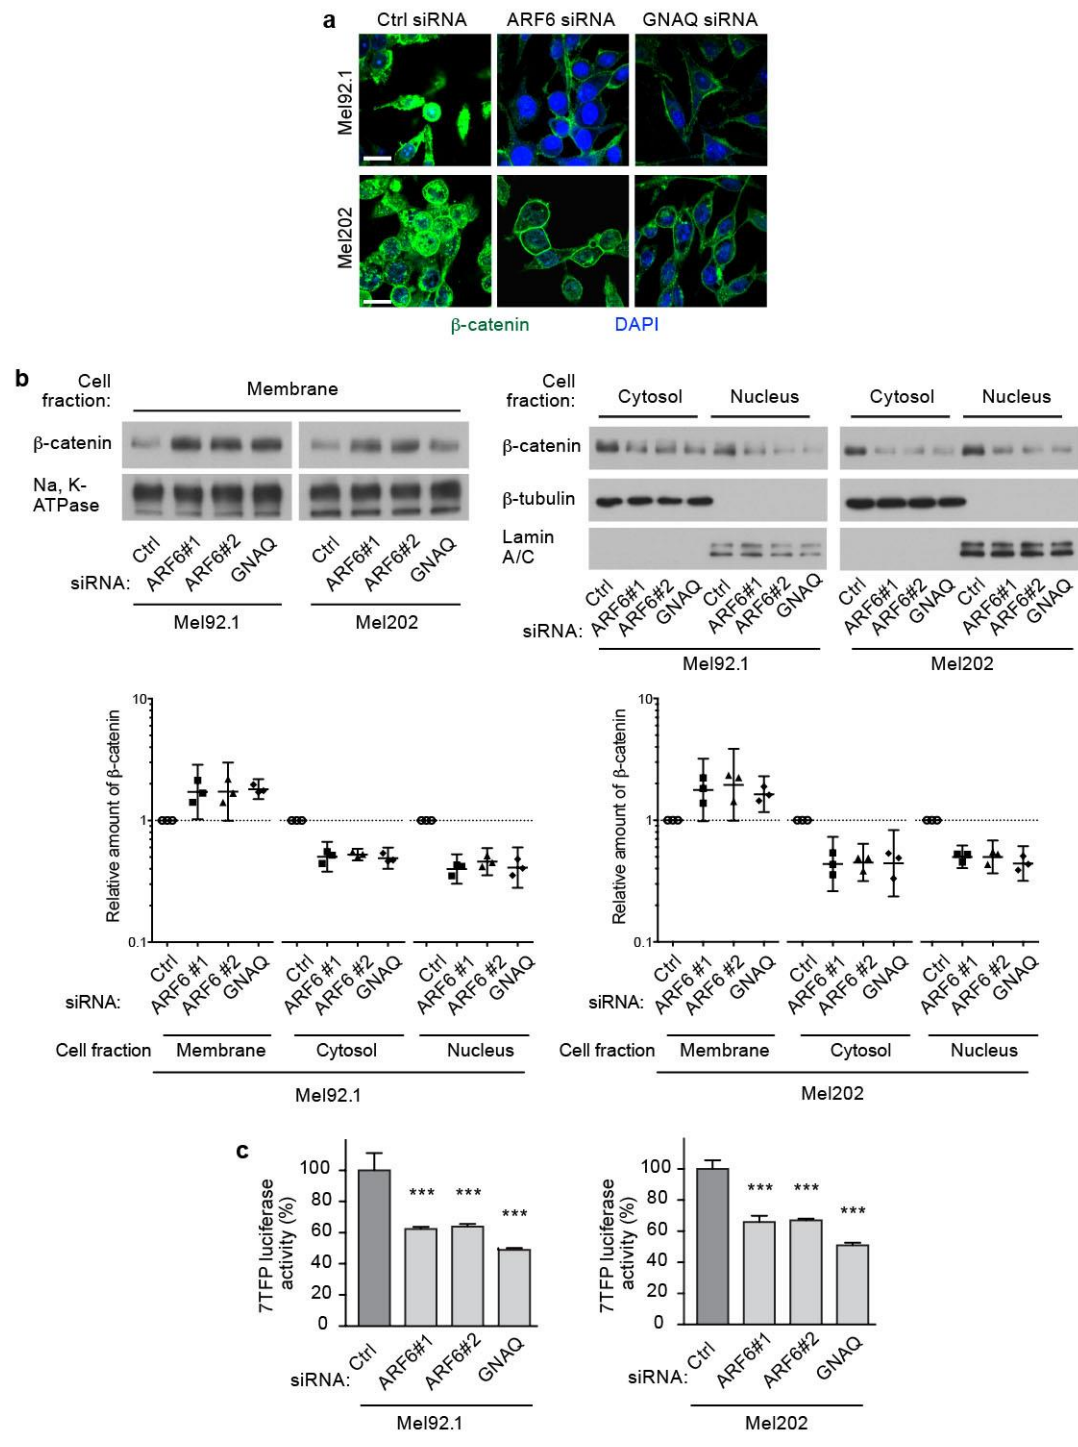 a
Ctrl siRNA ARF6 siRNA GNAQ siRNA
Mel92.1
Mel202
β-catenin DAPI
b
Cell fraction: Membrane
β-catenin
Na, K-ATPase
siRNA: Ctrl ARF6#1 ARF6#2 GNAQ Ctrl ARF6#1 ARF6#2 GNAQ
Mel92.1 Mel202
Cell fraction: Cytosol Nucleus Cytosol Nucleus
β-catenin
β-tubulin
Lamin A/C
siRNA: Ctrl ARF6#1 ARF6#2 GNAQ Ctrl ARF6#1 ARF6#2 GNAQ Ctrl ARF6#1 ARF6#2 GNAQ Ctrl ARF6#1 ARF6#2 GNAQ
Mel92.1 Mel202
Relative amount of β-catenin
10
1
0.1
siRNA: Ctrl ARF6 #1 ARF6 #2 GNAQ Ctrl ARF6 #1 ARF6 #2 GNAQ Ctrl ARF6 #1 ARF6 #2 GNAQ
Cell fraction Membrane Cytosol Nucleus
Mel92.1
Relative amount of β-catenin
10
1
0.1
siRNA: Ctrl ARF6 #1 ARF6 #2 GNAQ Ctrl ARF6 #1 ARF6 #2 GNAQ Ctrl ARF6 #1 ARF6 #2 GNAQ
Cell fraction Membrane Cytosol Nucleus
Mel202
c
7TFP luciferase activity (%)
100
80
60
40
20
0
*** *** ***
siRNA: Ctrl ARF6#1 ARF6#2 GNAQ
Mel92.1
7TFP luciferase activity (%)
100
80
60
40
20
0
*** *** ***
siRNA: Ctrl ARF6#1 ARF6#2 GNAQ
Mel202